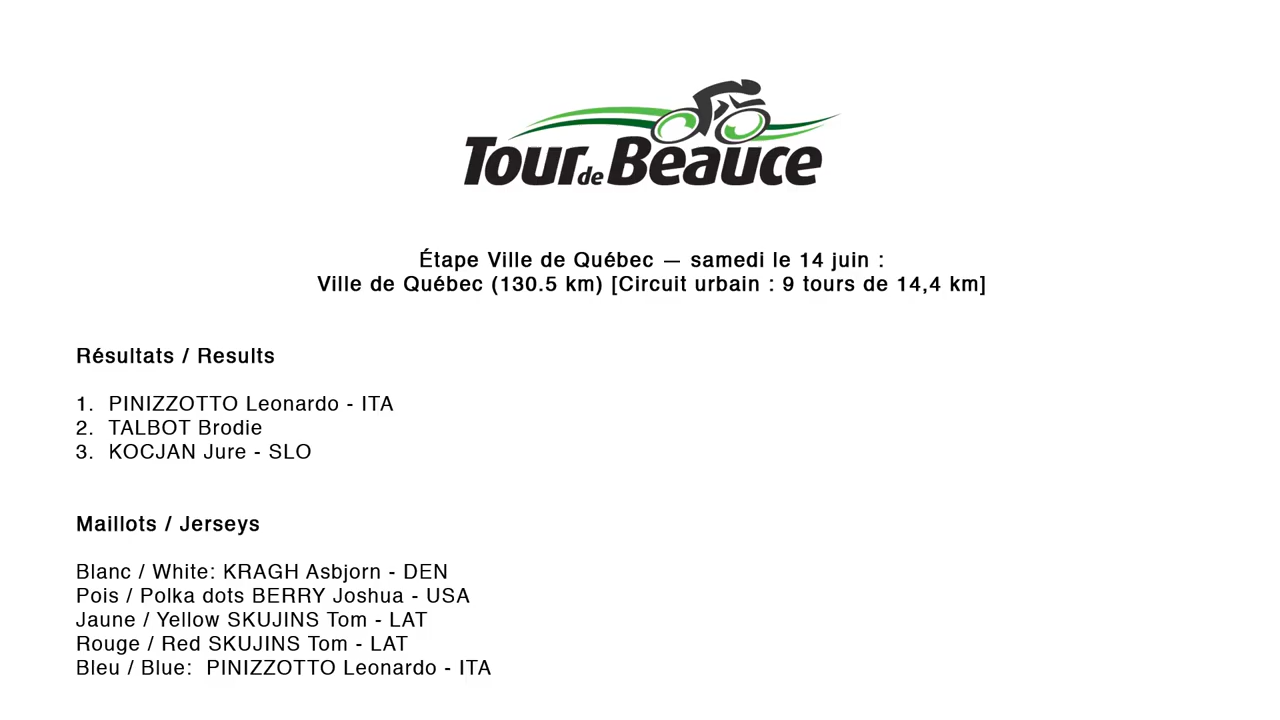 Tour de Beauce
Étape Ville de Québec — samedi le 14 juin :
Ville de Québec (130.5 km) [Circuit urbain : 9 tours de 14,4 km]
Résultats / Results
1. PINIZZOTTO Leonardo - ITA
2. TALBOT Brodie
3. KOCJAN Jure - SLO
Maillots / Jerseys
Blanc / White: KRAGH Asbjorn - DEN
Pois / Polka dots BERRY Joshua - USA
Jaune / Yellow SKUJINS Tom - LAT
Rouge / Red SKUJINS Tom - LAT
Bleu / Blue: PINIZZOTTO Leonardo - ITA